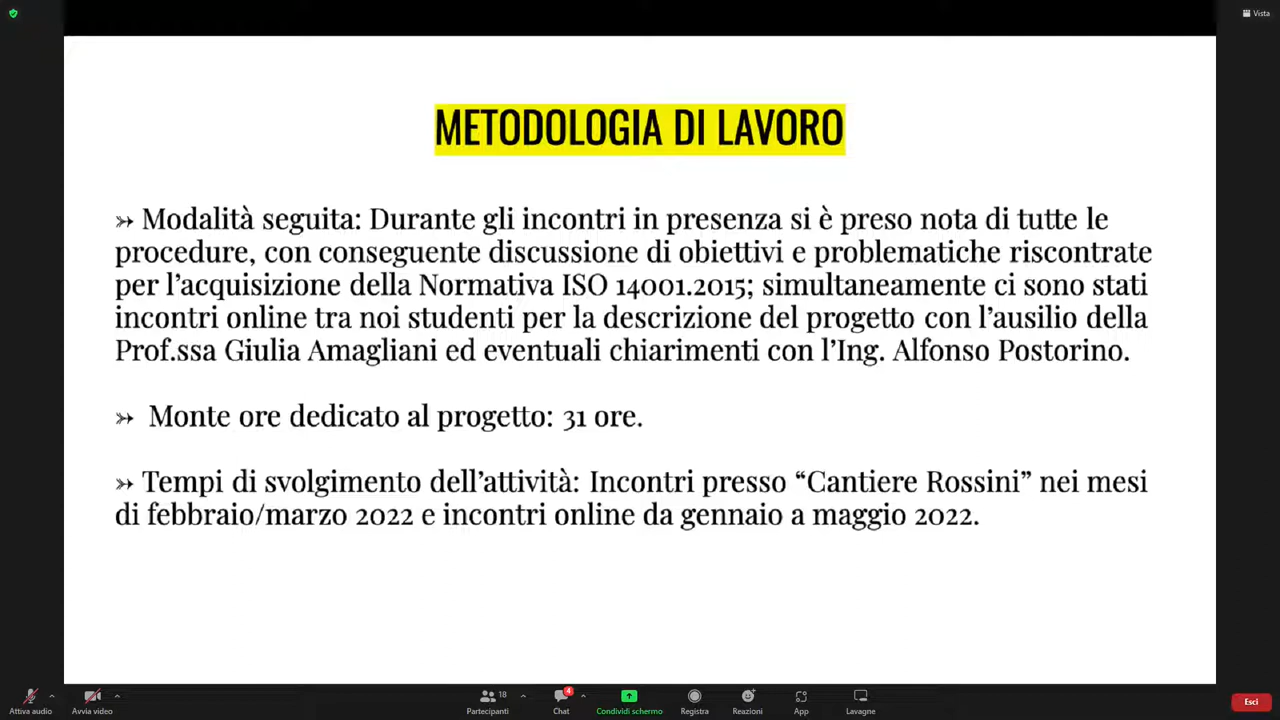 Vista
METODOLOGIA DI LAVORO
➳ Modalità seguita: Durante gli incontri in presenza si è preso nota di tutte le
procedure, con conseguente discussione di obiettivi e problematiche riscontrate
per l’acquisizione della Normativa ISO 14001.2015; simultaneamente ci sono stati
incontri online tra noi studenti per la descrizione del progetto con l’ausilio della
Prof.ssa Giulia Amagliani ed eventuali chiarimenti con l’Ing. Alfonso Postorino.
➳ Monte ore dedicato al progetto: 31 ore.
➳ Tempi di svolgimento dell’attività: Incontri presso “Cantiere Rossini” nei mesi
di febbraio/marzo 2022 e incontri online da gennaio a maggio 2022.
18
4
Attiva audio Avvia video Partecipanti Chat Condividi schermo Registra Reazioni App Lavagne Esci